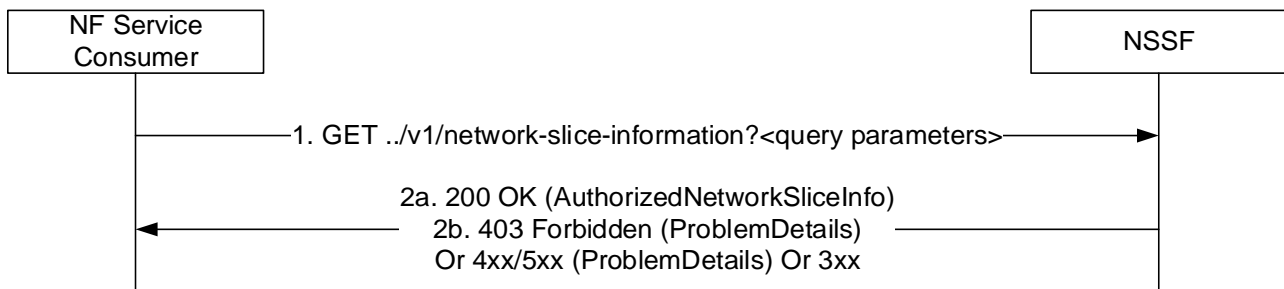 NF Service
Consumer
NSSF
1. GET ../v1/network-slice-information?<query parameters>
2a. 200 OK (AuthorizedNetworkSliceInfo)
2b. 403 Forbidden (ProblemDetails)
Or 4xx/5xx (ProblemDetails) Or 3xx